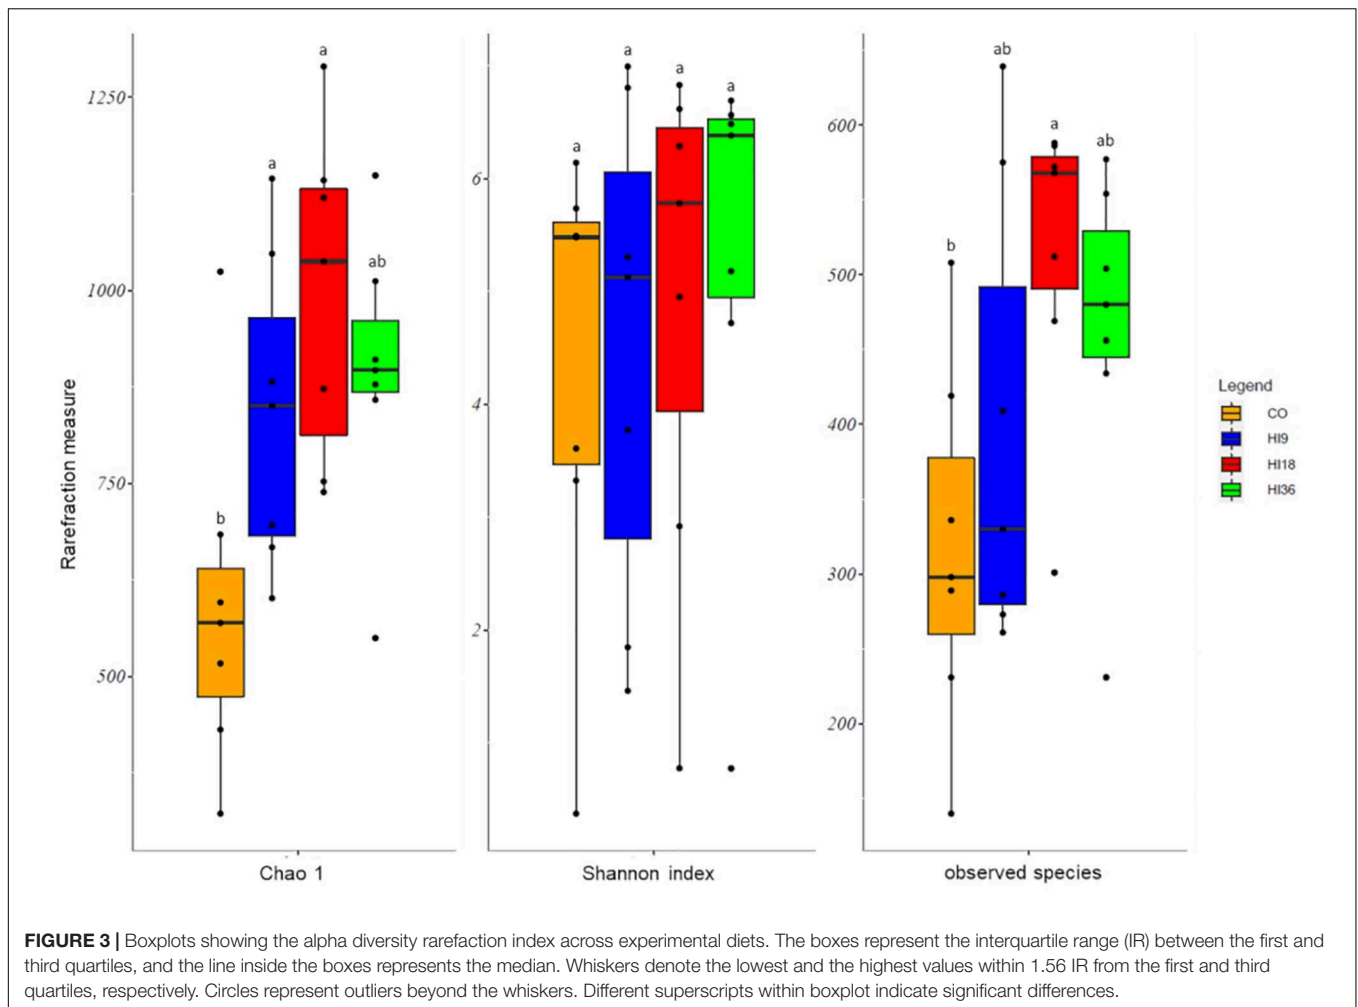 a
a
ab
b
1250
1000
750
500
Rarefraction measure
Chao 1
a
a
a
a
6
4
2
Shannon index
ab
a
ab
b
600
500
400
300
200
observed species
Legend
CO
HI9
HI18
HI36
FIGURE 3 | Boxplots showing the alpha diversity rarefaction index across experimental diets. The boxes represent the interquartile range (IR) between the first and
third quartiles, and the line inside the boxes represents the median. Whiskers denote the lowest and the highest values within 1.56 IR from the first and third
quartiles, respectively. Circles represent outliers beyond the whiskers. Different superscripts within boxplot indicate significant differences.